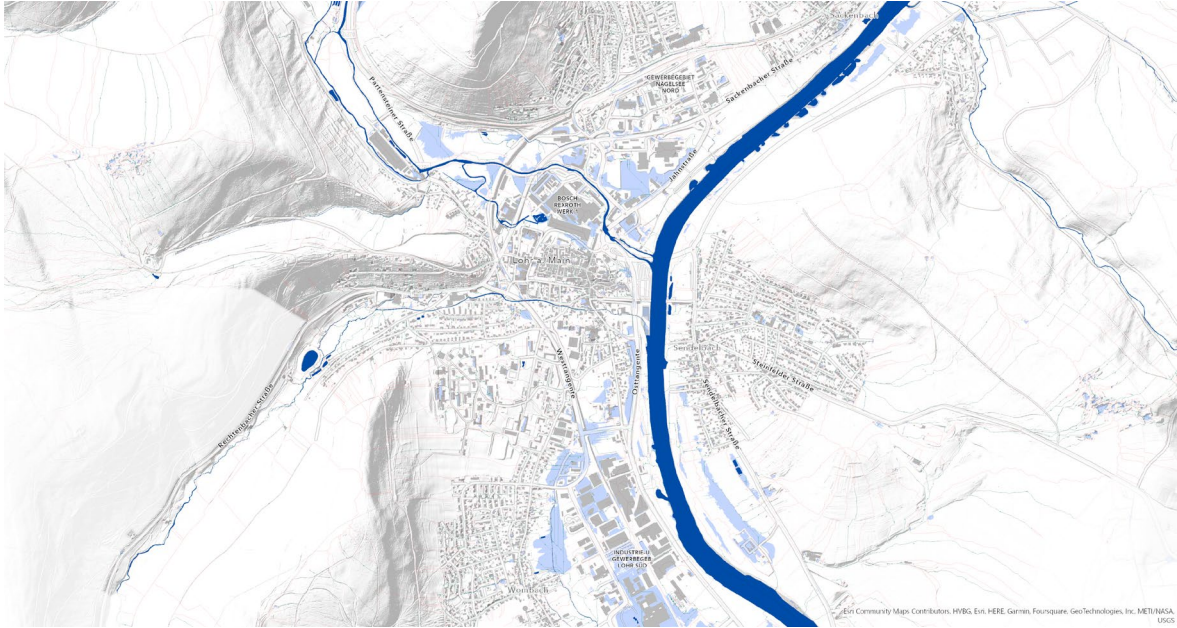 Sackenbach
GEWERBEGEBIET
NÄGELSEE
NORD
Sackenbacher Straße
Partensteiner Straße
Jahnstraße
BOSCH
REXROTH
WERK
Lohr a. Main
Sendelbach
Steinfelder Straße
Westtangente
Osttangente
Sendelbacher Straße
Rechtenbacher Straße
INDUSTRIE-U
GEWERBEGEB
LOHR SÜD
Wombach
Esri Community Maps Contributors, HVBG, Esri, HERE, Garmin, Foursquare, GeoTechnologies, Inc, METI/NASA,
USGS